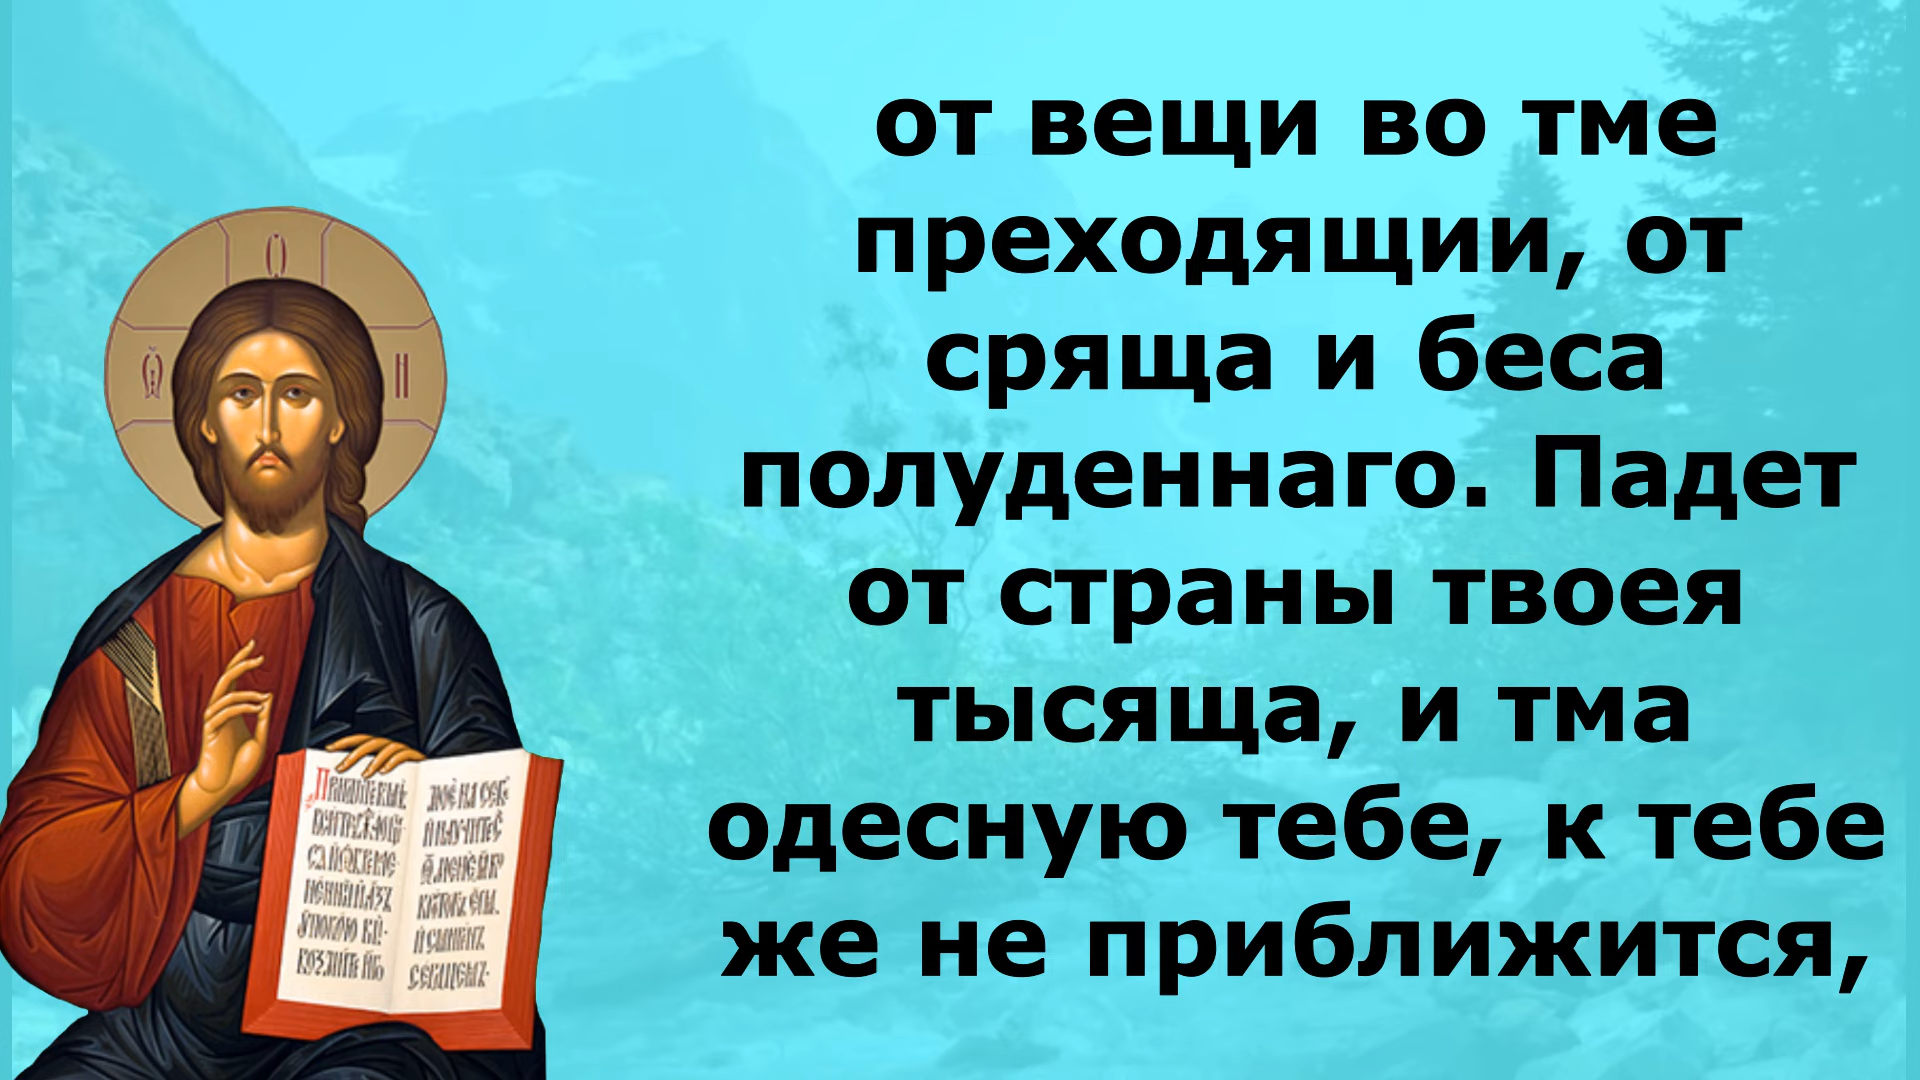 от вещи во тме
преходящии, от
сряща и беса
полуденнаго. Падет
от страны твоея
тысяща, и тма
одесную тебе, к тебе
же не приближится,